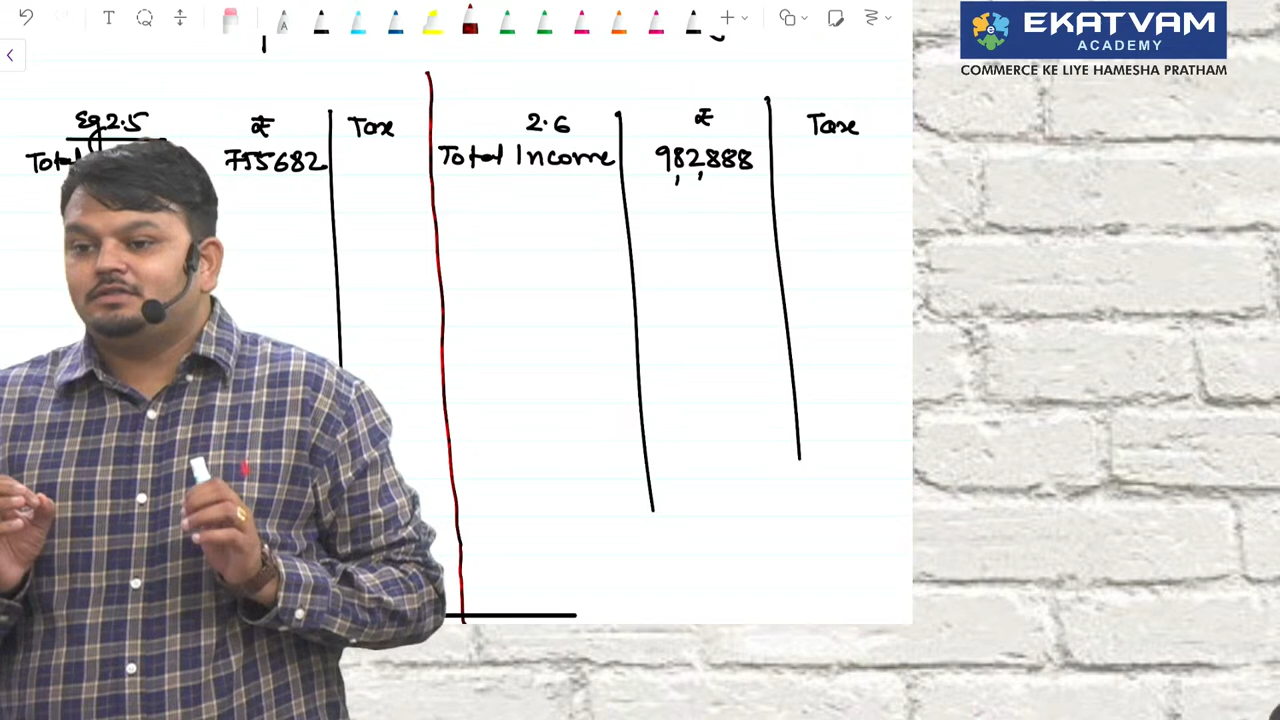 EKATVAM
ACADEMY
COMMERCE KE LIYE HAMESHA PRATHAM
Eg 2.5 ₹ Tax
755682
2.6 ₹ Tax
Total Income 982888